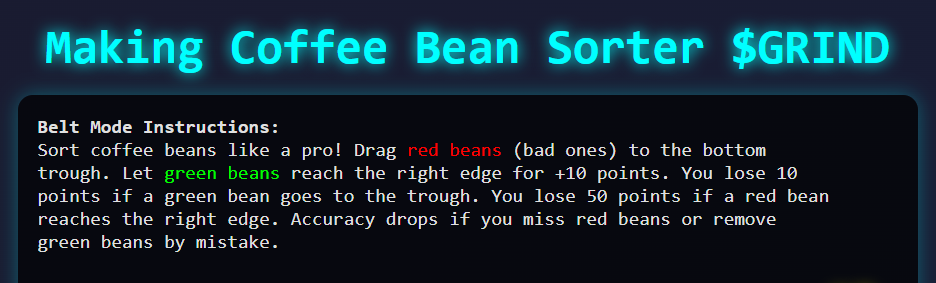 Making Coffee Bean Sorter $GRIND
Belt Mode Instructions:
Sort coffee beans like a pro! Drag red beans (bad ones) to the bottom
trough. Let green beans reach the right edge for +10 points. You lose 10
points if a green bean goes to the trough. You lose 50 points if a red bean
reaches the right edge. Accuracy drops if you miss red beans or remove
green beans by mistake.